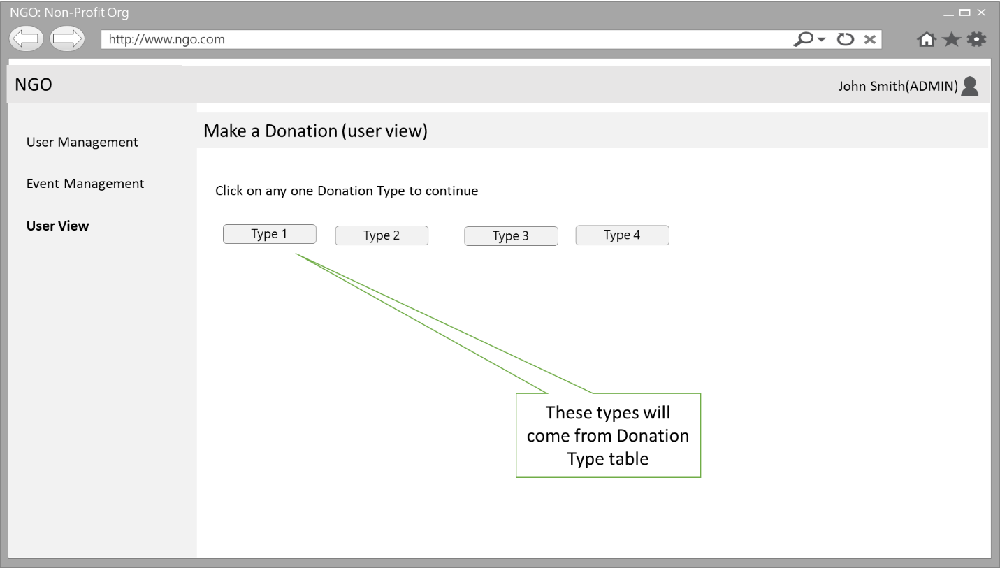 NGO: Non-Profit Org
http://www.ngo.com
NGO
John Smith(ADMIN)
User Management
Event Management
User View
Make a Donation (user view)
Click on any one Donation Type to continue
Type 1
Type 2
Type 3
Type 4
These types will
come from Donation
Type table